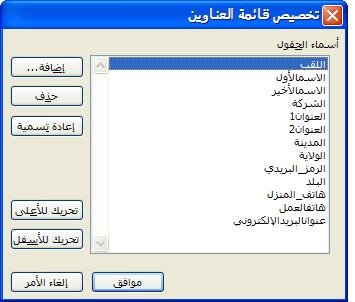 تخصيص قائمة العناوين
أسماء الحقول
اللقب
الاسمالأول
الاسمالأخير
الشركة
العنوان1
العنوان2
المدينة
الولاية
الرمز_البريدي
البلد
هاتف_المنزل
هاتفالعمل
عنوانالبريدالإلكتروني
إضافة...
حذف
إعادة تسمية
تحريك للأعلى
تحريك للأسفل
موافق
إلغاء الأمر